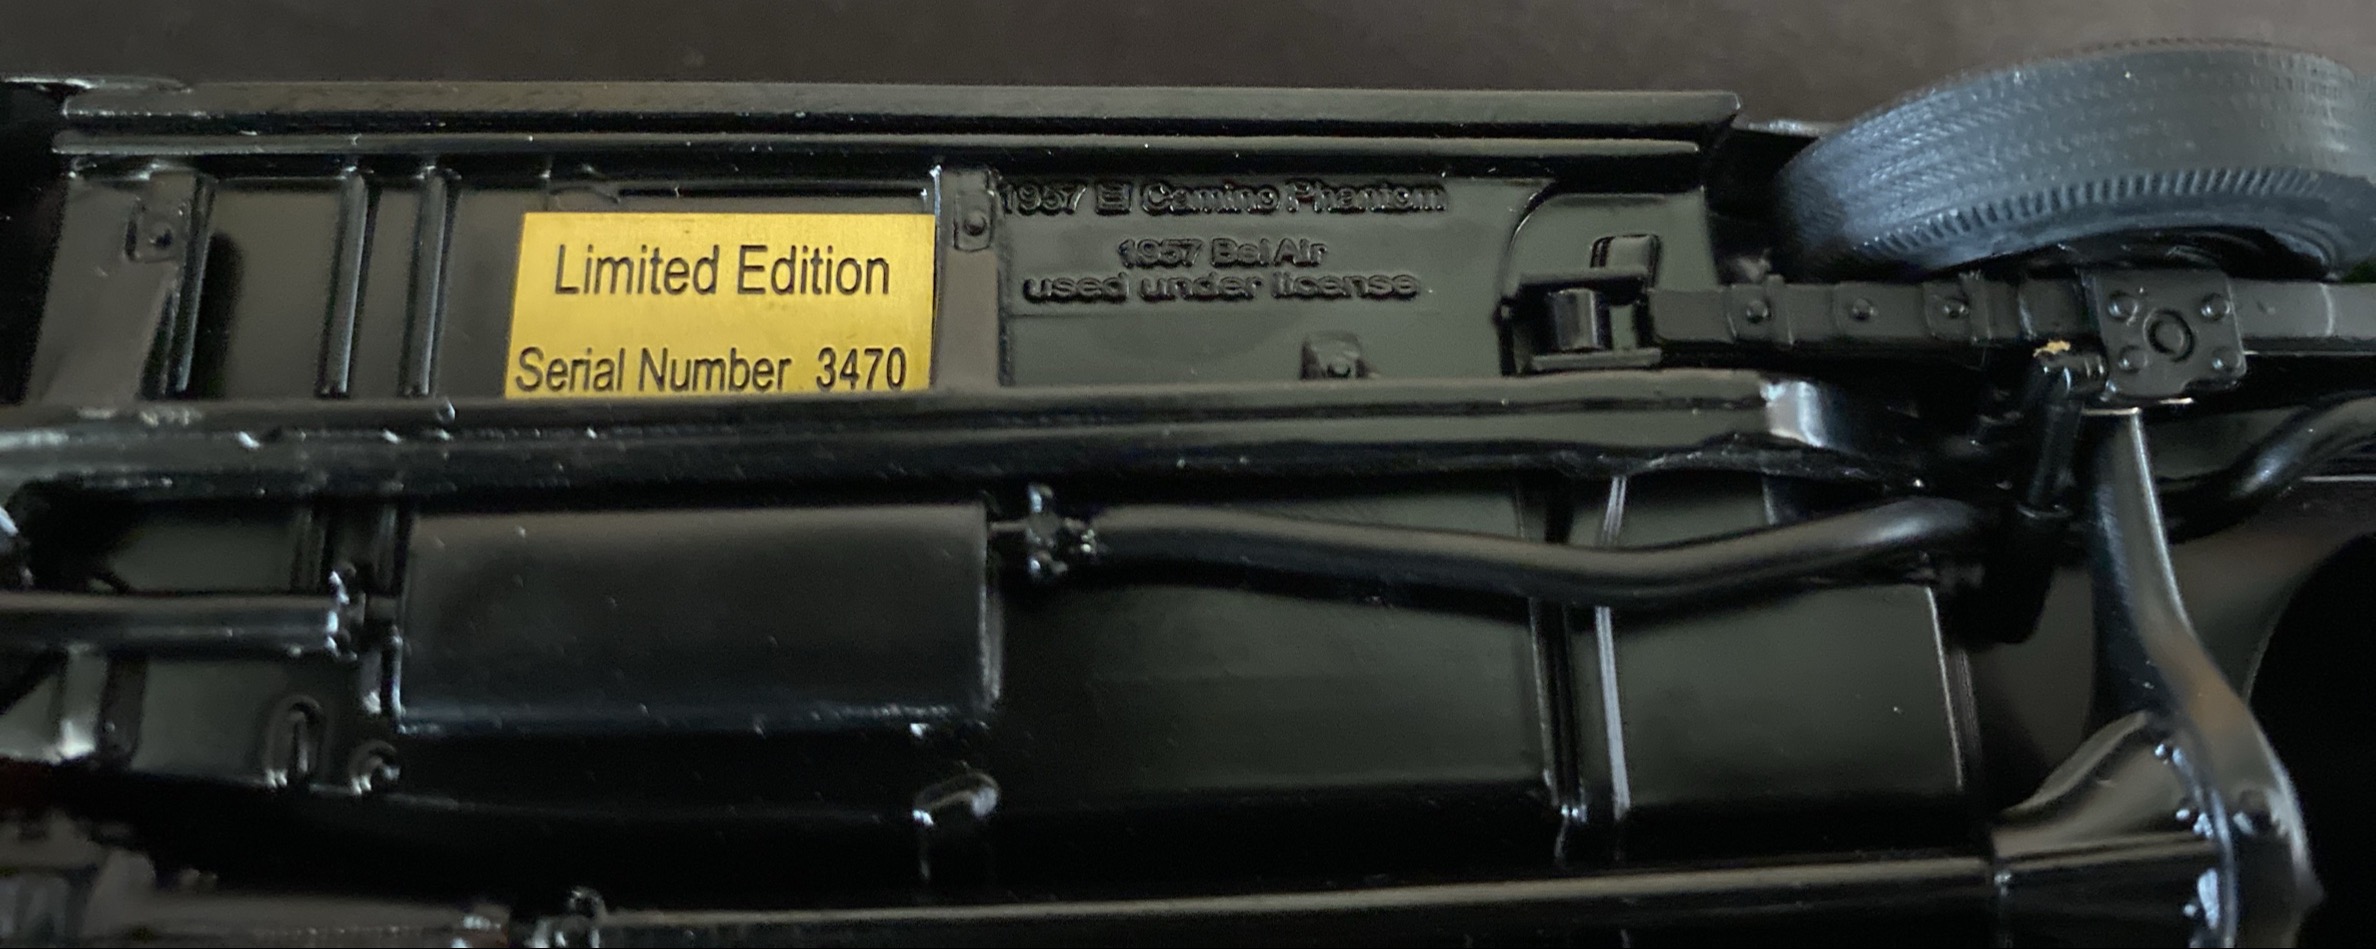 Limited Edition
Serial Number 3470
1957 El Camino Phantom
1957 Bel Air
used under license